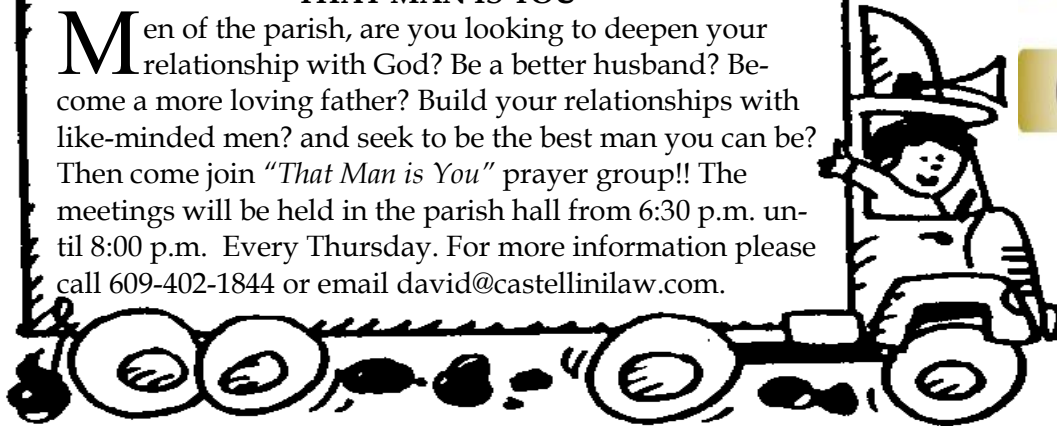 THAT MAN IS YOU
Men of the parish, are you looking to deepen your
relationship with God? Be a better husband? Be-
come a more loving father? Build your relationships with
like-minded men? and seek to be the best man you can be?
Then come join “That Man is You” prayer group!! The
meetings will be held in the parish hall from 6:30 p.m. un-
til 8:00 p.m.  Every Thursday. For more information please
call 609-402-1844 or email david@castellinilaw.com.